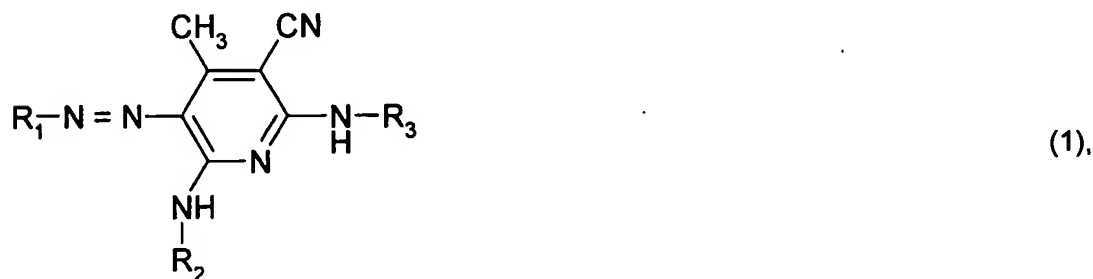 CH₃ CN
R₁-N=N N N-R₃ (1),
H
NH
R₂